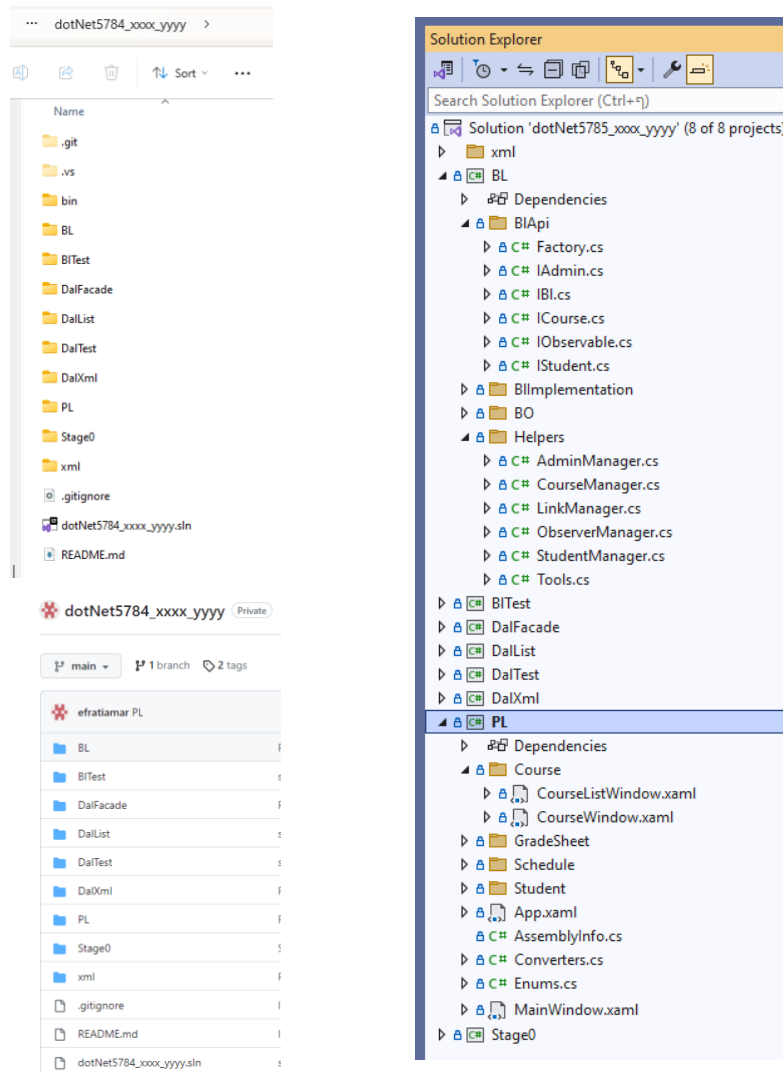 ··· dotNet5784_xxxx_yyyy >
Sort ···
Name
.git
.vs
bin
BL
BlTest
DalFacade
DalList
DalTest
DalXml
PL
Stage0
xml
.gitignore
dotNet5784_xxxx_yyyy.sln
README.md
dotNet5784_xxxx_yyyy Private
main 1 branch 2 tags
efratiamar PL
BL
BlTest
DalFacade
DalList
DalTest
DalXml
PL
Stage0
xml
.gitignore
README.md
dotNet5784_xxxx_yyyy.sln
Solution Explorer
Search Solution Explorer (Ctrl+ף)
Solution 'dotNet5785_xxxx_yyyy' (8 of 8 projects)
xml
C# BL
Dependencies
BlApi
C# Factory.cs
C# IAdmin.cs
C# IBl.cs
C# ICourse.cs
C# IObservable.cs
C# IStudent.cs
BlImplementation
BO
Helpers
C# AdminManager.cs
C# CourseManager.cs
C# LinkManager.cs
C# ObserverManager.cs
C# StudentManager.cs
C# Tools.cs
C# BlTest
C# DalFacade
C# DalList
C# DalTest
C# DalXml
C# PL
Dependencies
Course
CourseListWindow.xaml
CourseWindow.xaml
GradeSheet
Schedule
Student
App.xaml
C# AssemblyInfo.cs
C# Converters.cs
C# Enums.cs
MainWindow.xaml
C# Stage0